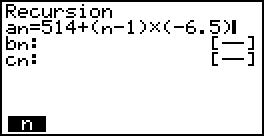 Recursion
an=514+(n-1)×(-6.5)
bn: [—]
cn: [—]
n